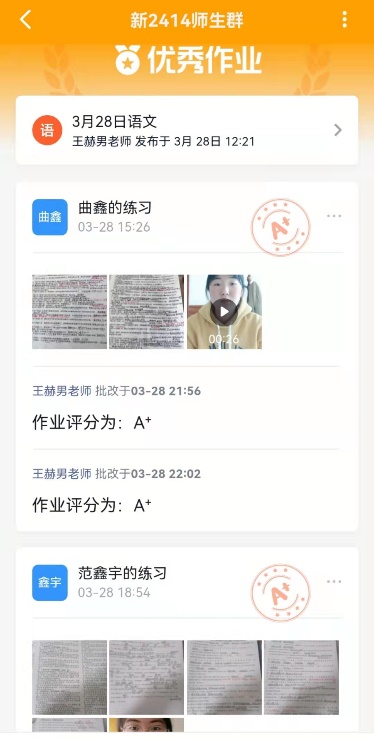 新2414师生群
优秀作业
语
3月28日语文
王赫男老师 发布于 3月 28日 12:21
曲鑫
曲鑫的练习
03-28 15:26
A+
00:26
王赫男老师 批改于03-28 21:56
作业评分为：A+
王赫男老师 批改于03-28 22:02
作业评分为：A+
鑫宇
范鑫宇的练习
03-28 18:54
A+